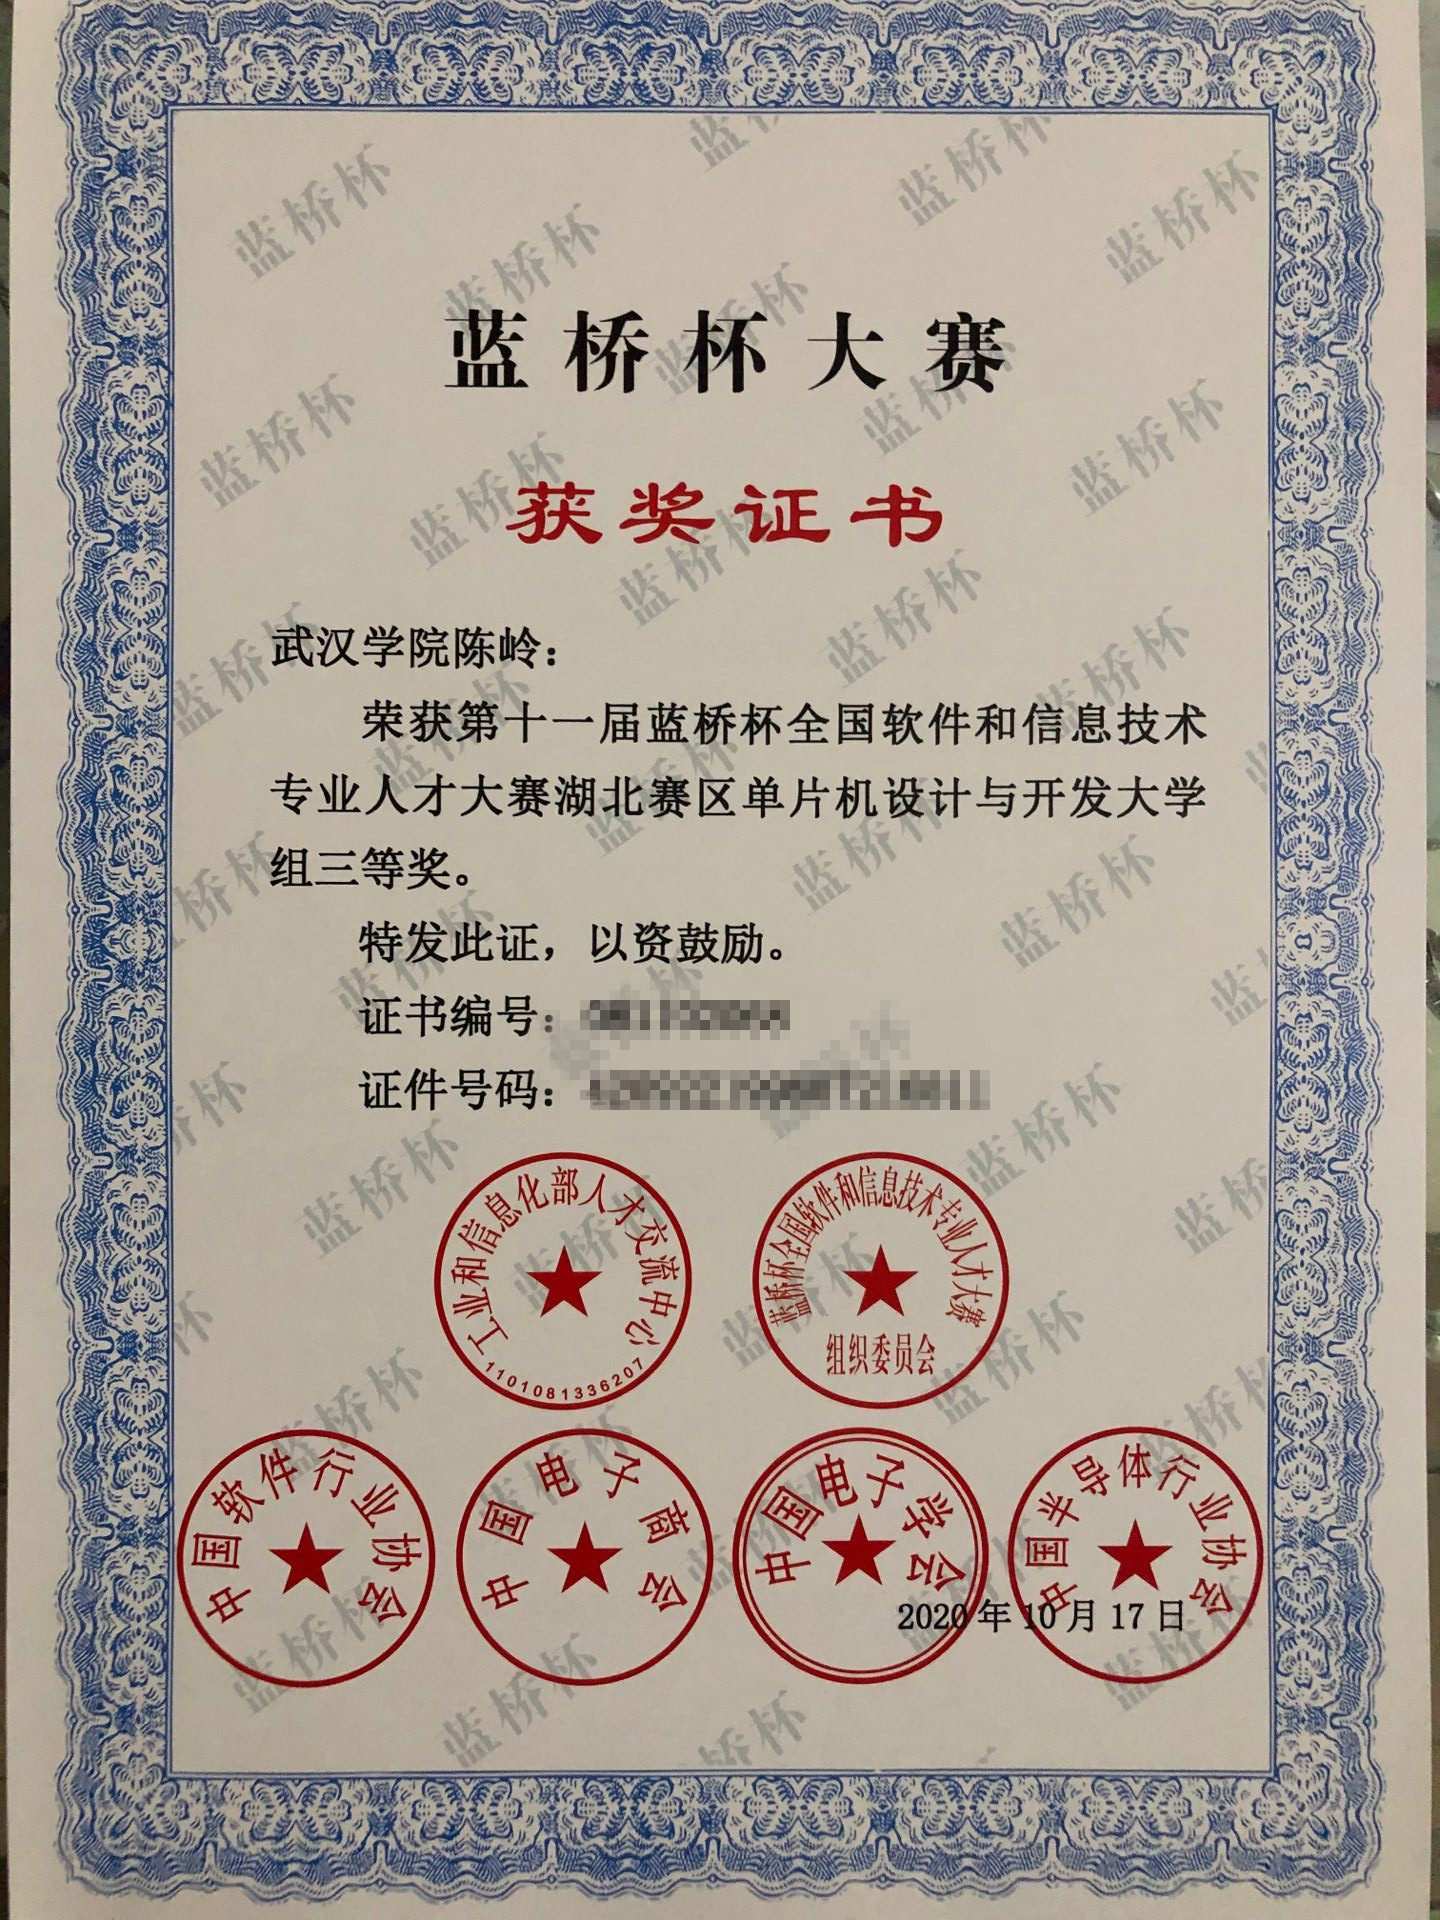 蓝桥杯大赛
获奖证书
武汉学院陈岭：
荣获第十一届蓝桥杯全国软件和信息技术
专业人才大赛湖北赛区单片机设计与开发大学
组三等奖。
特发此证，以资鼓励。
证书编号：
证件号码：
工业和信息化部人才交流中心
1101081336207
蓝桥杯全国软件和信息技术专业人才大赛
组织委员会
中国软件行业协会
中国电子商会
中国电子学会
中国半导体行业协会
2020年10月17日
蓝桥杯